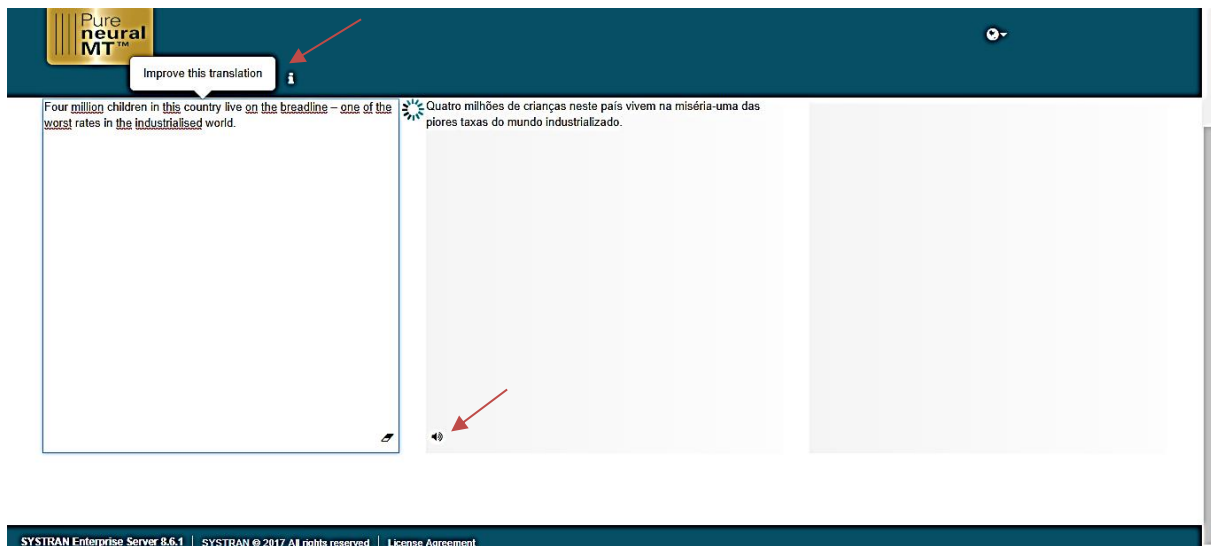 Pure
neural
MT™
Improve this translation
Four million children in this country live on the breadline – one of the
worst rates in the industrialised world.
Quatro milhões de crianças neste país vivem na miséria-uma das
piores taxas do mundo industrializado.
SYSTRAN Enterprise Server 8.6.1 | SYSTRAN © 2017 All rights reserved | License Agreement